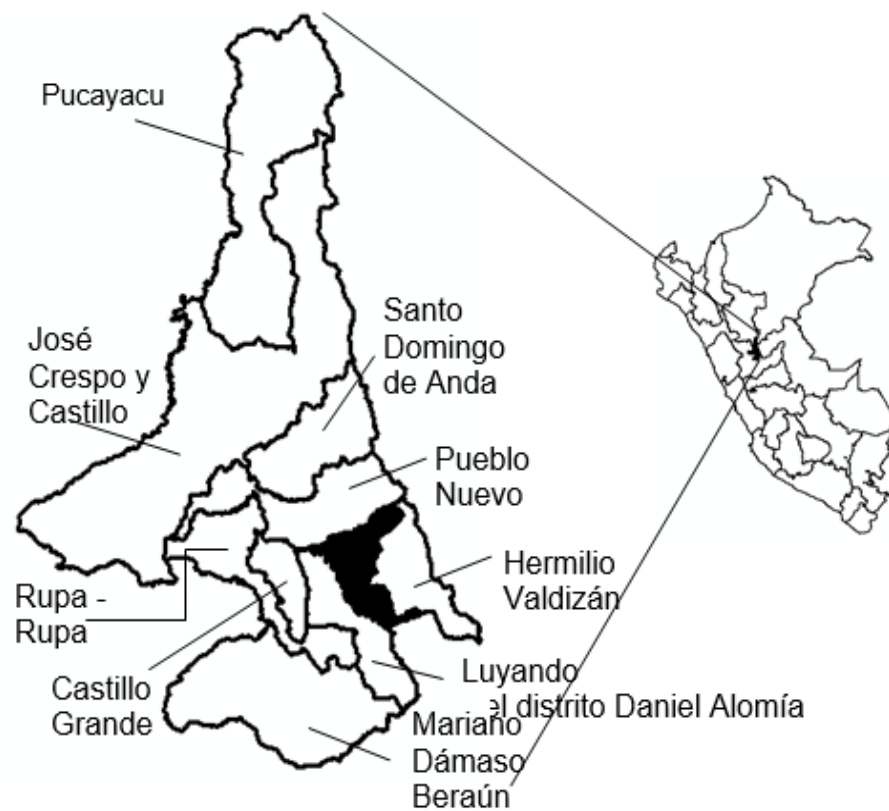 Pucayacu
Santo
Domingo
de Anda
José
Crespo y
Castillo
Pueblo
Nuevo
Hermilio
Valdizán
Rupa -
Rupa
Castillo
Grande
Luyando
el distrito Daniel Alomía
Mariano
Dámaso
Beraún